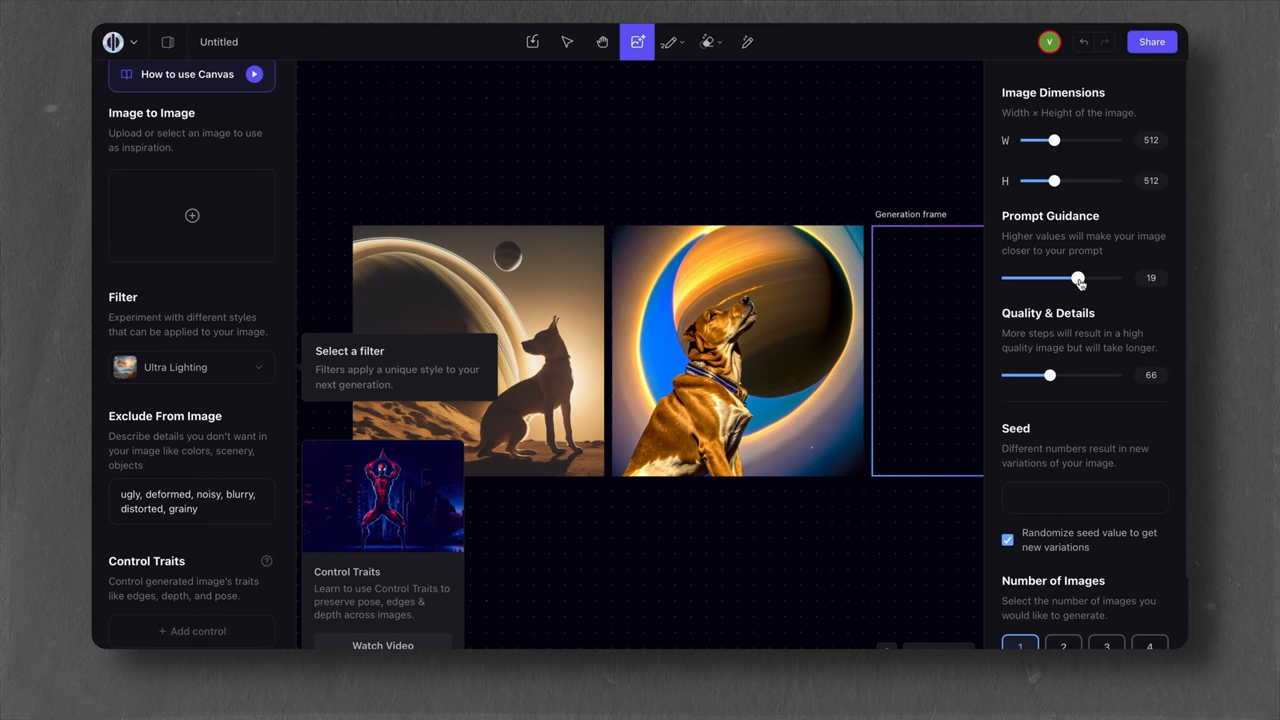 Untitled
V
Share
How to use Canvas
Image to Image
Upload or select an image to use
as inspiration.
Filter
Experiment with different styles
that can be applied to your image.
Ultra Lighting
Exclude From Image
Describe details you don't want in
your image like colors, scenery,
objects
ugly, deformed, noisy, blurry,
distorted, grainy
Control Traits
Control generated image's traits
like edges, depth, and pose.
+ Add control
Select a filter
Filters apply a unique style to your
next generation.
Control Traits
Learn to use Control Traits to
preserve pose, edges &
depth across images.
Watch Video
Generation frame
Image Dimensions
Width × Height of the image.
W
512
H
512
Prompt Guidance
Higher values will make your image
closer to your prompt
19
Quality & Details
More steps will result in a high
quality image but will take longer.
66
Seed
Different numbers result in new
variations of your image.
Randomize seed value to get
new variations
Number of Images
Select the number of images you
would like to generate.
1 2 3 4